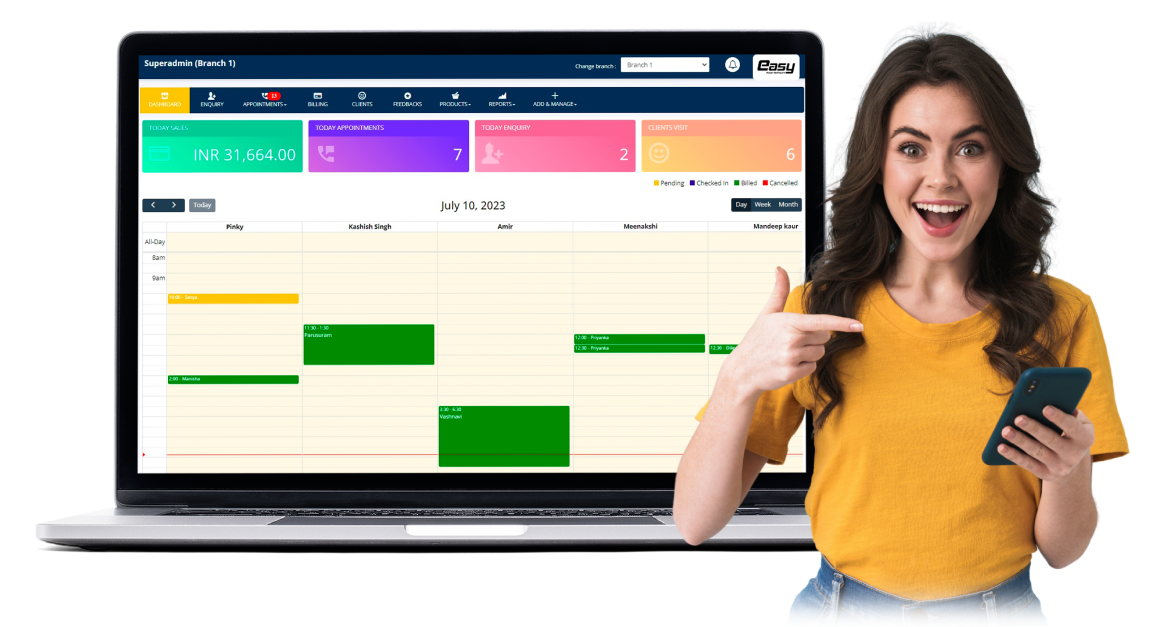 Superadmin (Branch 1)
Change branch : Branch 1
Easy
DASHBOARD ENQUIRY 13 APPOINTMENTS BILLING CLIENTS FEEDBACKS PRODUCTS REPORTS ADD & MANAGE
TODAY SALES
INR 31,664.00
TODAY APPOINTMENTS
7
TODAY ENQUIRY
2
CLIENTS VISIT
6
Pending Checked In Billed Cancelled
Today
July 10, 2023
Day Week Month
Pinky Kashish Singh Amir Meenakshi Mandeep kaur
All-Day
8am
9am
10:00 - Sanya
11:30 - 1:30
Parusuram
12:00 - Priyanka
12:30 - Priyanka
12:30 -
2:00 - Manisha
3:30 - 6:30
Vashnavi